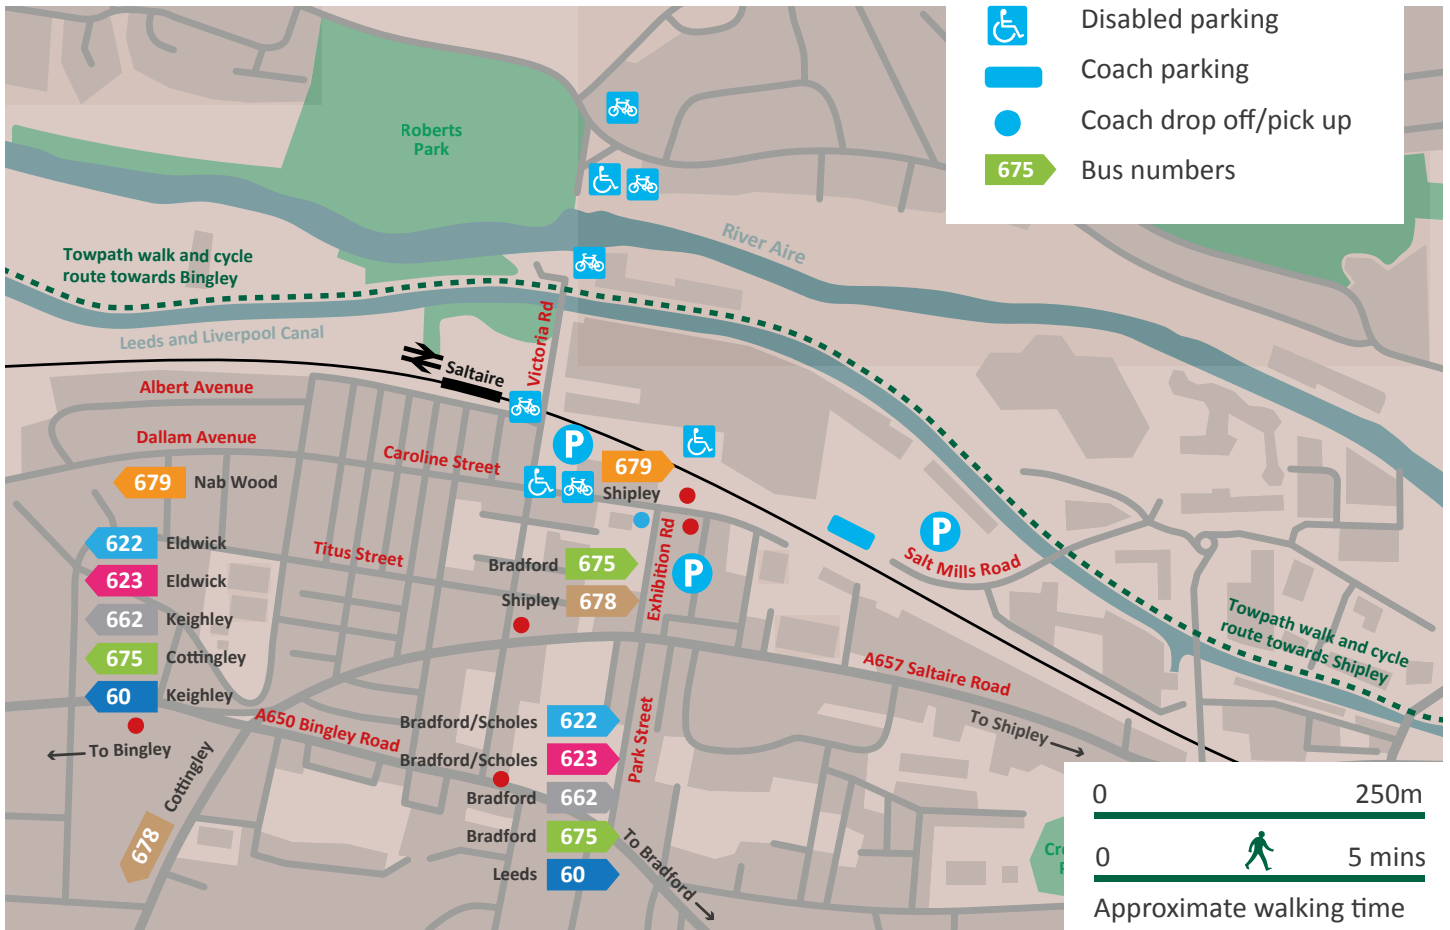 Disabled parking
Coach parking
Coach drop off/pick up
675
Bus numbers
Roberts
Park
River Aire
Towpath walk and cycle
route towards Bingley
Leeds and Liverpool Canal
Victoria Rd
Saltaire
Albert Avenue
Dallam Avenue
Caroline Street
P
679
Nab Wood
679
Shipley
622
Eldwick
623
Eldwick
662
Keighley
675
Cottingley
60
Keighley
To Bingley
Titus Street
Bradford
675
Shipley
678
Exhibition Rd
P
P
Salt Mills Road
Towpath walk and cycle
route towards Shipley
A657 Saltaire Road
To Shipley
A650 Bingley Road
Cottingley
678
Park Street
Bradford/Scholes
622
Bradford/Scholes
623
Bradford
662
Bradford
675
Leeds
60
To Bradford
0
250m
0
5 mins
Approximate walking time